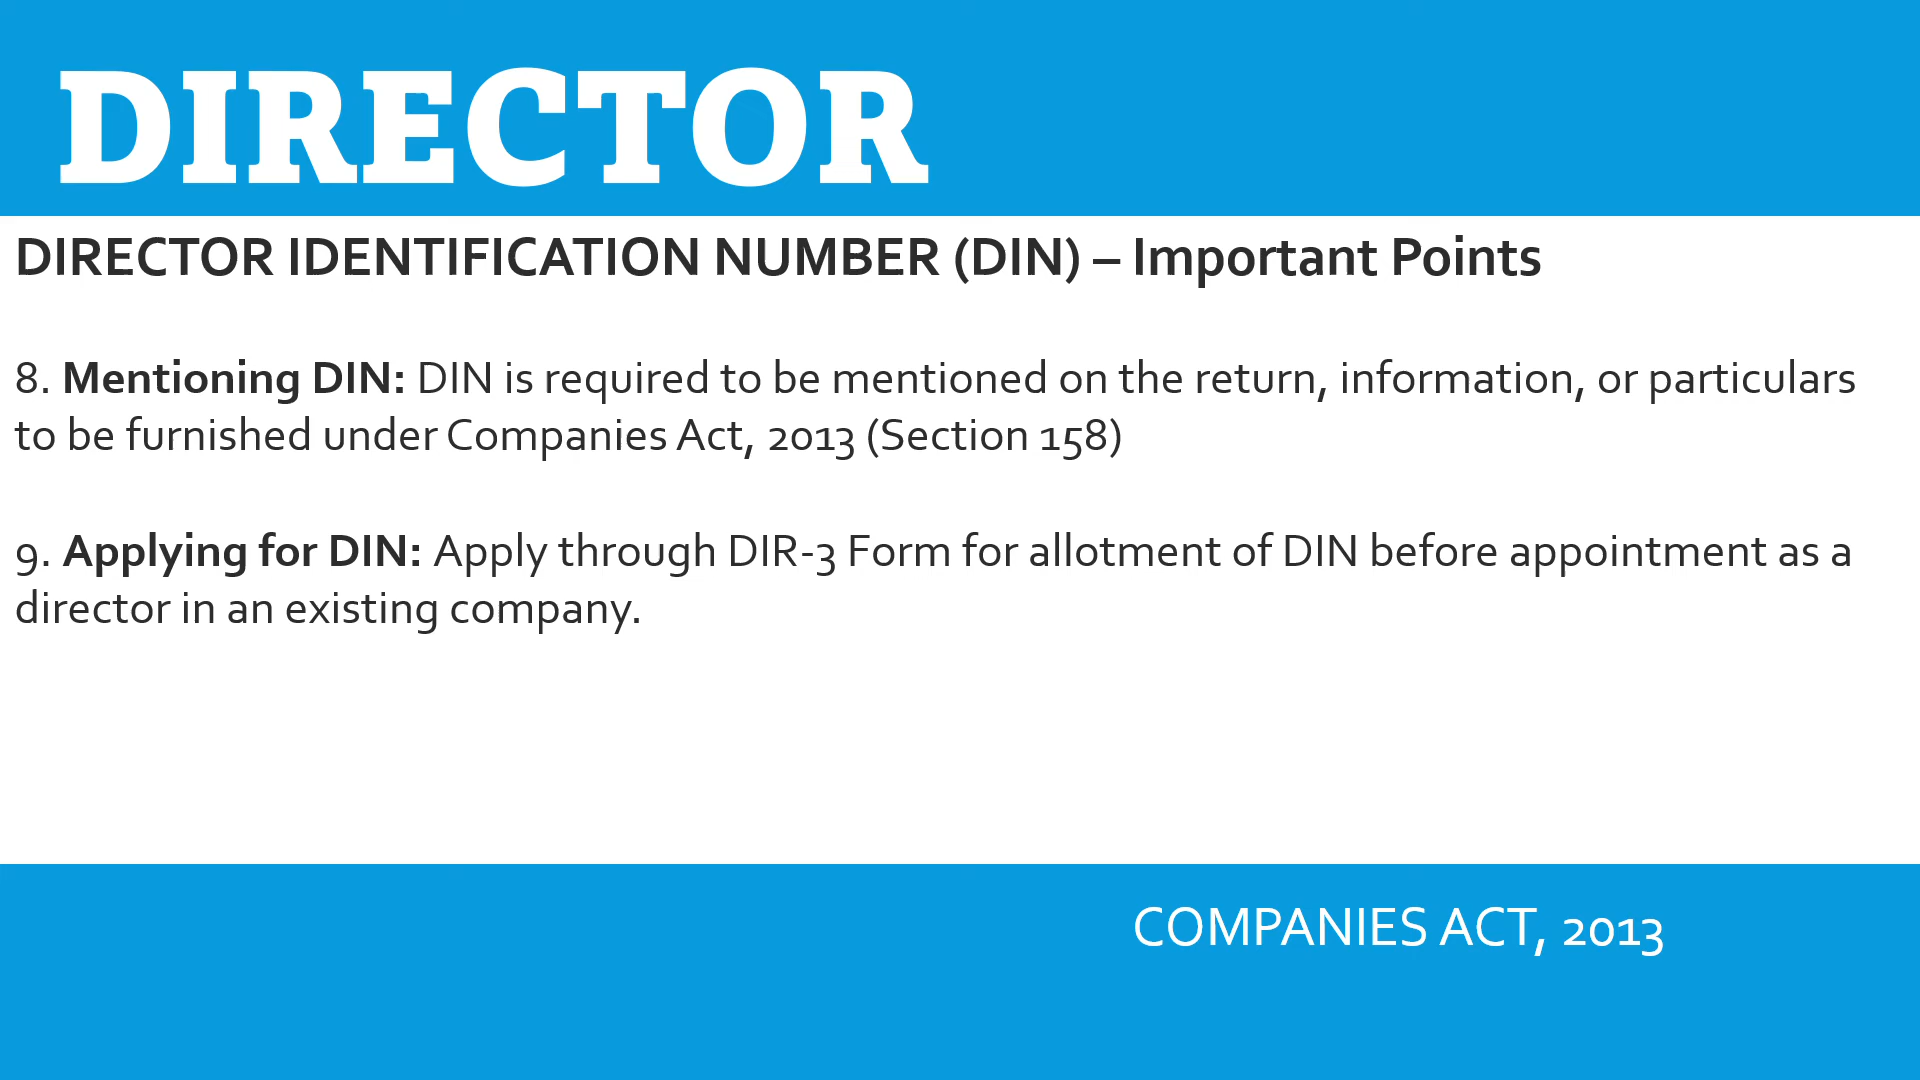 DIRECTOR
DIRECTOR IDENTIFICATION NUMBER (DIN) – Important Points
8. Mentioning DIN: DIN is required to be mentioned on the return, information, or particulars
to be furnished under Companies Act, 2013 (Section 158)
9. Applying for DIN: Apply through DIR-3 Form for allotment of DIN before appointment as a
director in an existing company.
COMPANIES ACT, 2013